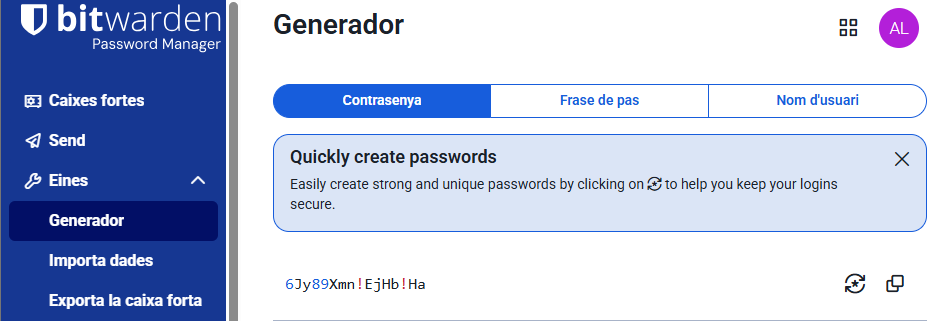 bitwarden
Password Manager
Generador
AL
Caixes fortes
Send
Eines
Generador
Importa dades
Exporta la caixa forta
Contrasenya
Frase de pas
Nom d'usuari
Quickly create passwords
Easily create strong and unique passwords by clicking on to help you keep your logins
secure.
6Jy89Xmn!EjHb!Ha